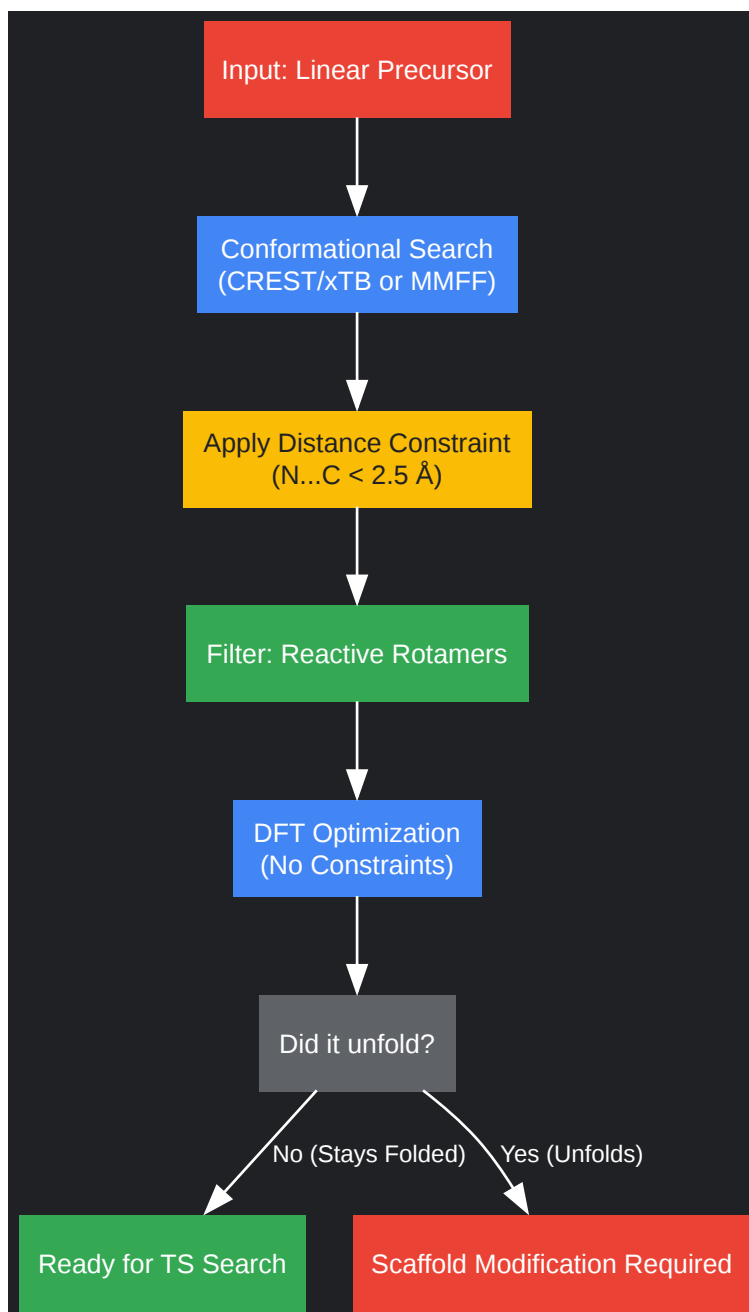 Input: Linear Precursor
Conformational Search
(CREST/xTB or MMFF)
Apply Distance Constraint
(N...C < 2.5 Å)
Filter: Reactive Rotamers
DFT Optimization
(No Constraints)
Did it unfold?
No (Stays Folded)
Yes (Unfolds)
Ready for TS Search
Scaffold Modification Required